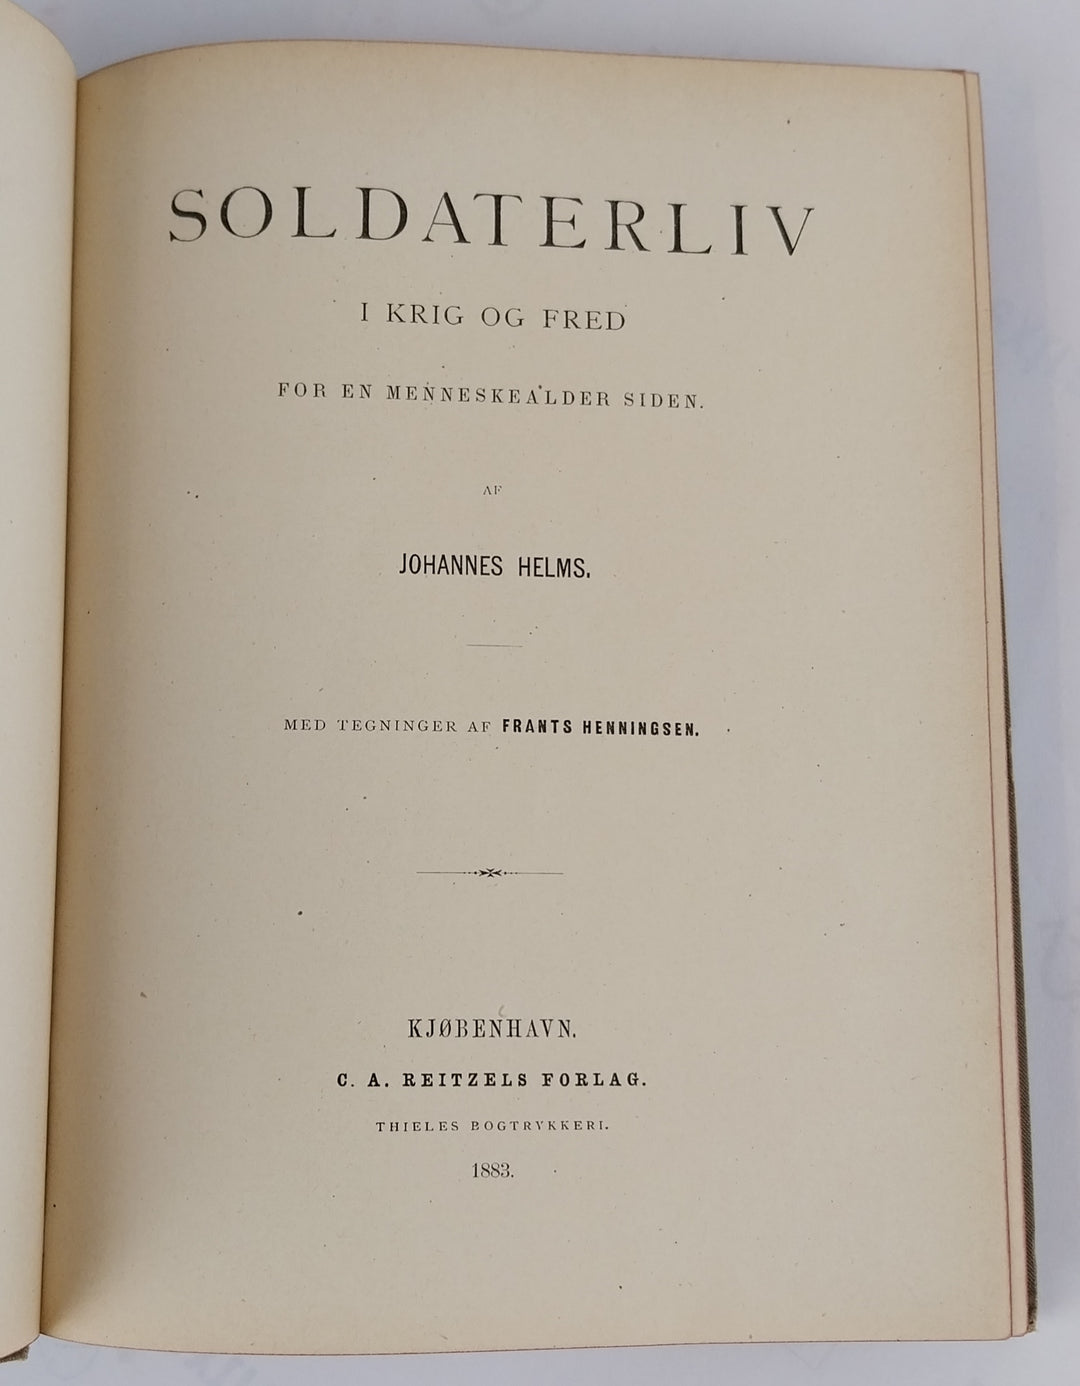 SOLDATERLIV
I KRIG OG FRED
FOR EN MENNESKEALDER SIDEN.
AF
JOHANNES HELMS.
MED TEGNINGER AF FRANTS HENNINGSEN.
KJØBENHAVN.
C. A. REITZELS FORLAG.
THIELES BOGTRYKKERI.
1883.